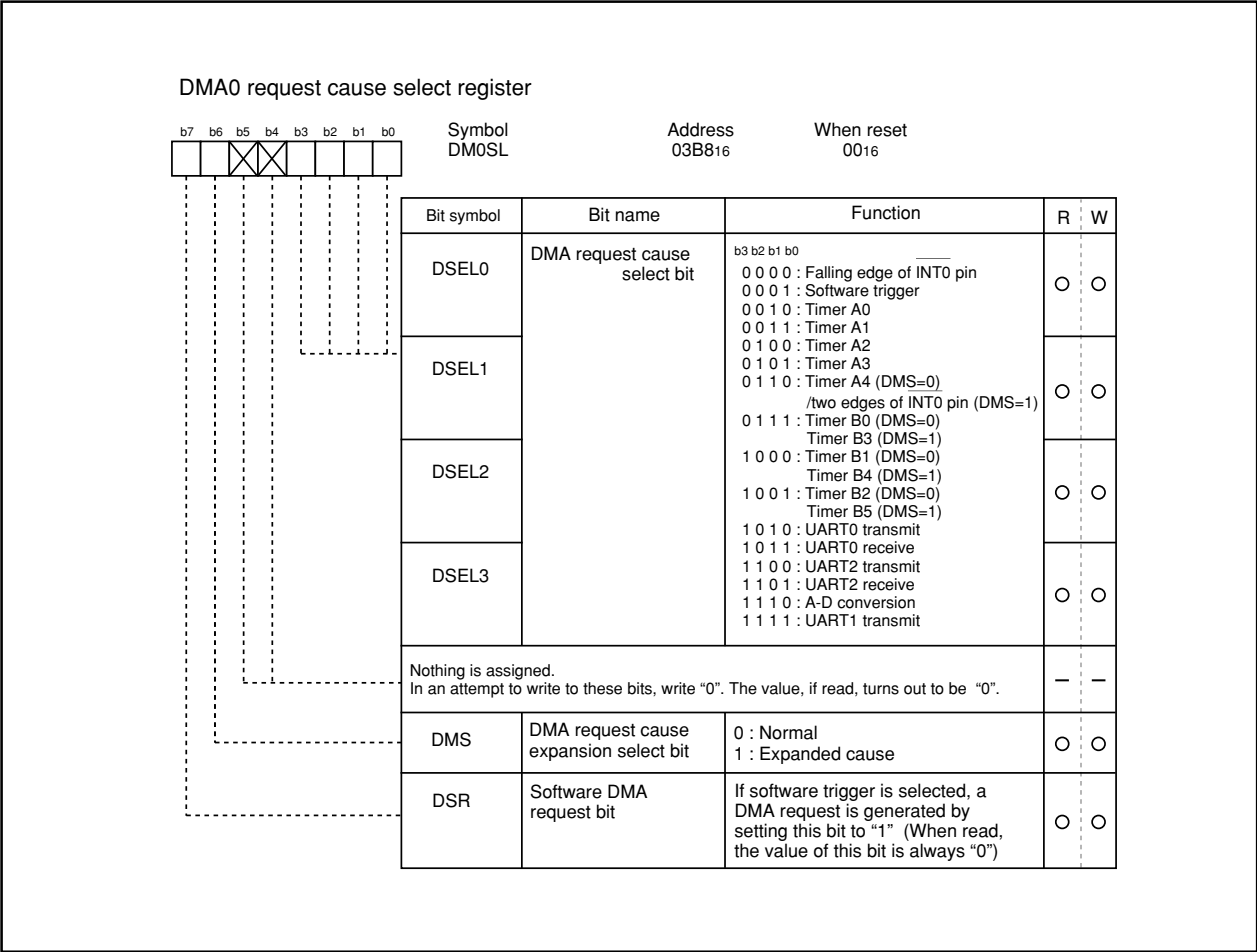 DMA0 request cause select register
b7 b6 b5 b4 b3 b2 b1 b0
Symbol Address When reset
DM0SL 03B816 0016
Bit symbol Bit name Function R W
DSEL0
DSEL1
DSEL2
DSEL3
DMA request cause
select bit
b3 b2 b1 b0
0 0 0 0 : Falling edge of INT0 pin
0 0 0 1 : Software trigger
0 0 1 0 : Timer A0
0 0 1 1 : Timer A1
0 1 0 0 : Timer A2
0 1 0 1 : Timer A3
0 1 1 0 : Timer A4 (DMS=0)
/two edges of INT0 pin (DMS=1)
0 1 1 1 : Timer B0 (DMS=0)
Timer B3 (DMS=1)
1 0 0 0 : Timer B1 (DMS=0)
Timer B4 (DMS=1)
1 0 0 1 : Timer B2 (DMS=0)
Timer B5 (DMS=1)
1 0 1 0 : UART0 transmit
1 0 1 1 : UART0 receive
1 1 0 0 : UART2 transmit
1 1 0 1 : UART2 receive
1 1 1 0 : A-D conversion
1 1 1 1 : UART1 transmit
Nothing is assigned.
In an attempt to write to these bits, write “0”. The value, if read, turns out to be “0”.
DMS
DMA request cause
expansion select bit
0 : Normal
1 : Expanded cause
DSR
Software DMA
request bit
If software trigger is selected, a
DMA request is generated by
setting this bit to “1” (When read,
the value of this bit is always “0”)